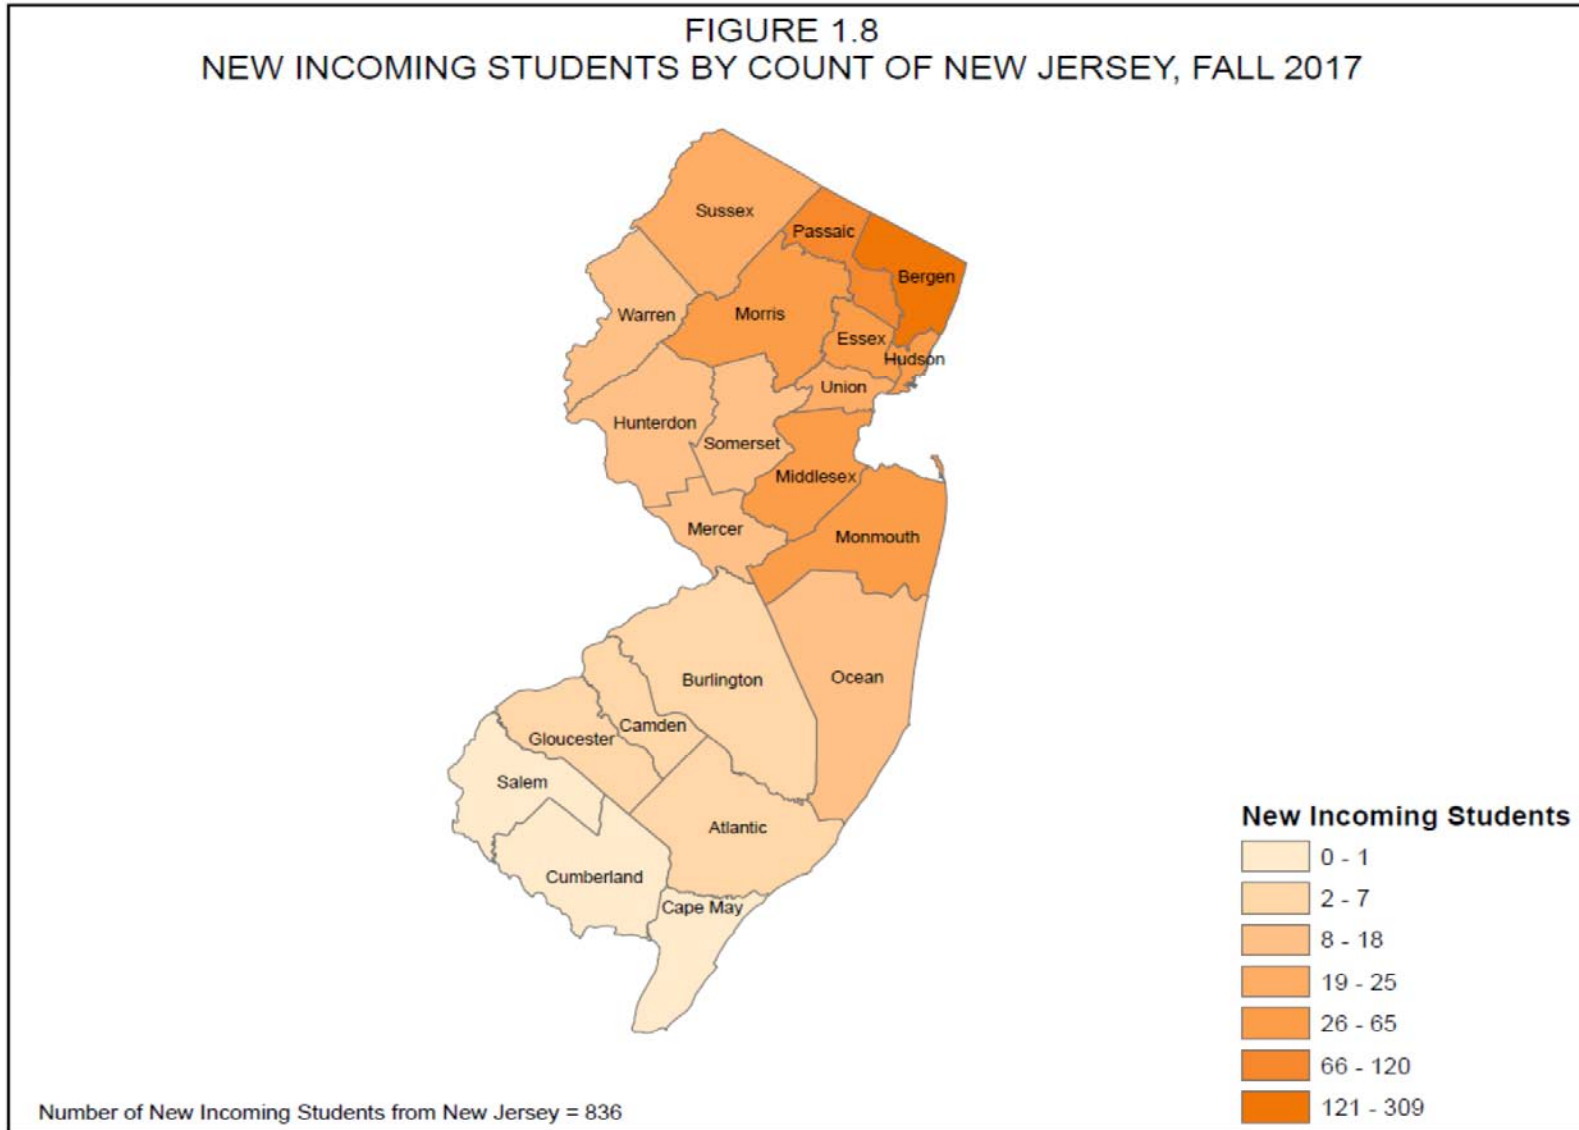 FIGURE 1.8
NEW INCOMING STUDENTS BY COUNT OF NEW JERSEY, FALL 2017
Sussex
Passaic
Bergen
Warren
Morris
Essex
Hudson
Union
Hunterdon
Somerset
Middlesex
Mercer
Monmouth
Ocean
Burlington
Camden
Gloucester
Salem
Atlantic
Cumberland
Cape May
New Incoming Students
0 - 1
2 - 7
8 - 18
19 - 25
26 - 65
66 - 120
121 - 309
Number of New Incoming Students from New Jersey = 836